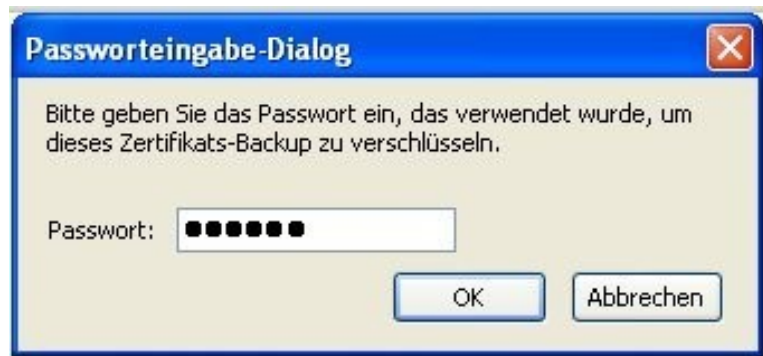 Passworteingabe-Dialog
Bitte geben Sie das Passwort ein, das verwendet wurde, um
dieses Zertifikats-Backup zu verschlüsseln.
Passwort: ●●●●●●
OK Abbrechen